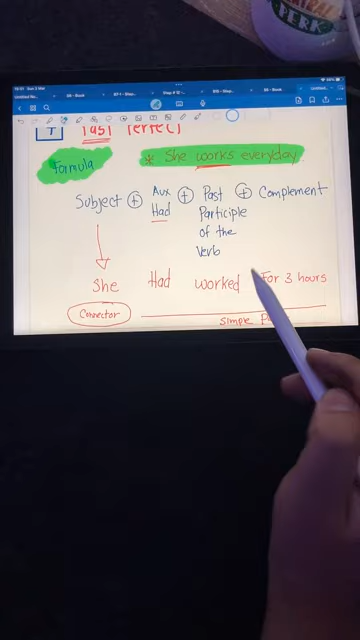 PERK
Past Perfect
Formula
* She works everyday
Subject + Aux Had + Past Participle of the Verb + Complement
She Had worked For 3 hours
Connector
simple